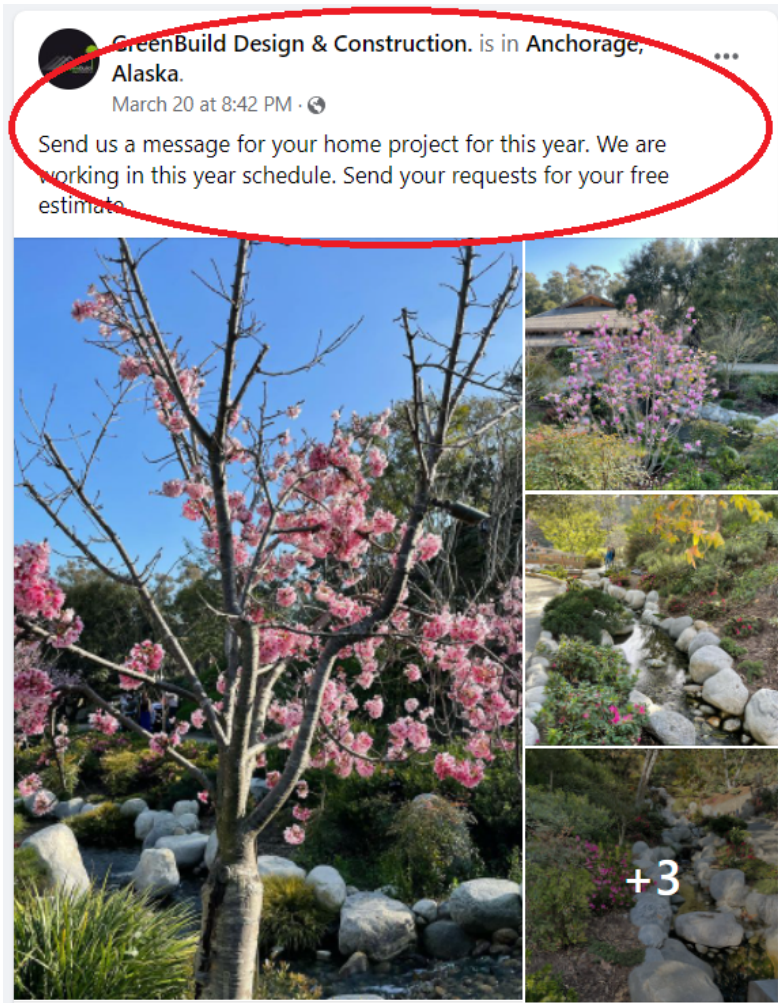 GreenBuild Design & Construction. is in Anchorage,
Alaska.
March 20 at 8:42 PM ·
Send us a message for your home project for this year. We are
working in this year schedule. Send your requests for your free
estimate.
+3